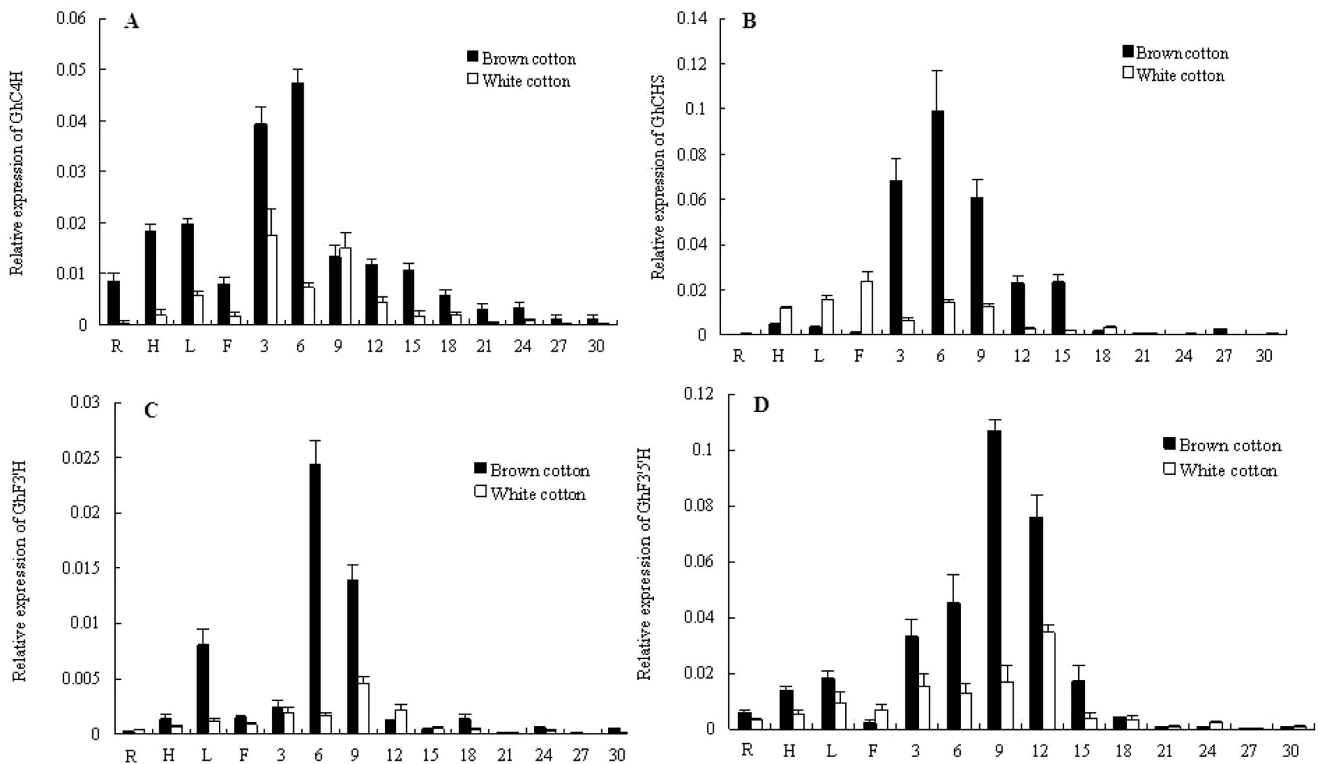 A
Relative expression of GhC4H
0.06
0.05
0.04
0.03
0.02
0.01
0
Brown cotton
White cotton
R H L F 3 6 9 12 15 18 21 24 27 30
B
Relative expression of GhCHS
0.14
0.12
0.1
0.08
0.06
0.04
0.02
0
Brown cotton
White cotton
R H L F 3 6 9 12 15 18 21 24 27 30
C
Relative expression of GhF3'H
0.03
0.025
0.02
0.015
0.01
0.005
0
Brown cotton
White cotton
R H L F 3 6 9 12 15 18 21 24 27 30
D
Relative expression of GhF3'5'H
0.12
0.1
0.08
0.06
0.04
0.02
0
Brown cotton
White cotton
R H L F 3 6 9 12 15 18 21 24 27 30